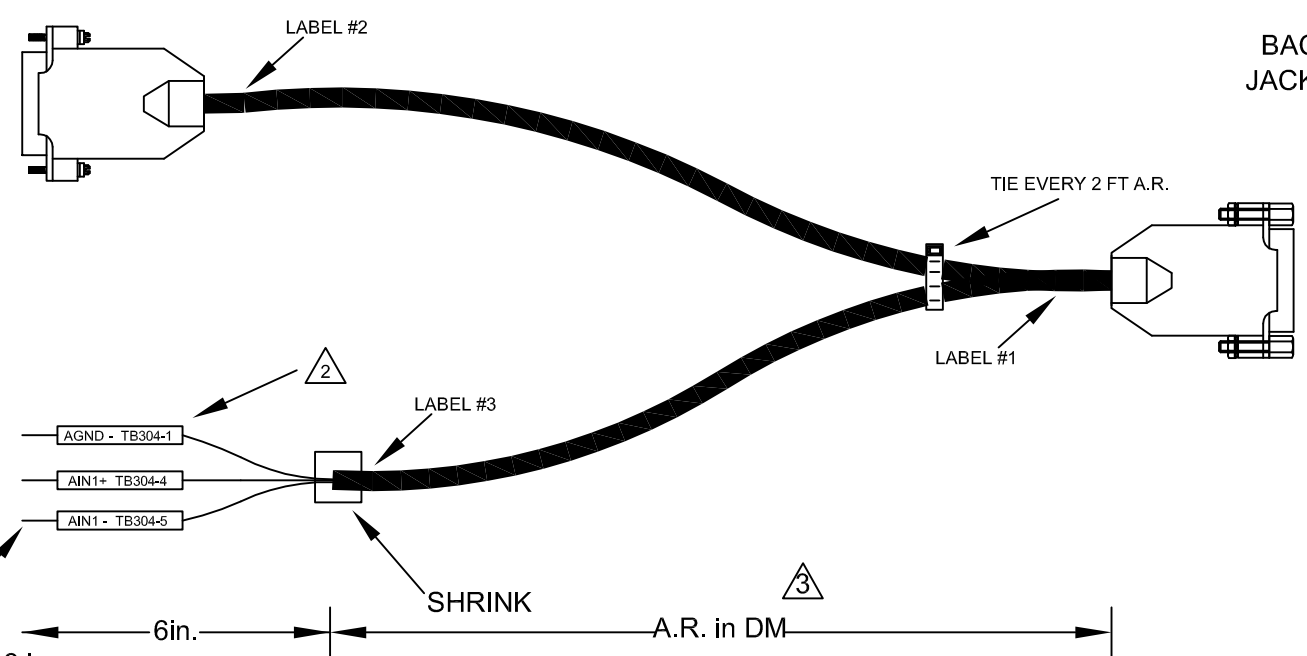 LABEL #2
TIE EVERY 2 FT A.R.
LABEL #1
2
LABEL #3
AGND - TB304-1
AIN1+ TB304-4
AIN1 - TB304-5
SHRINK
3
6in.
A.R. in DM